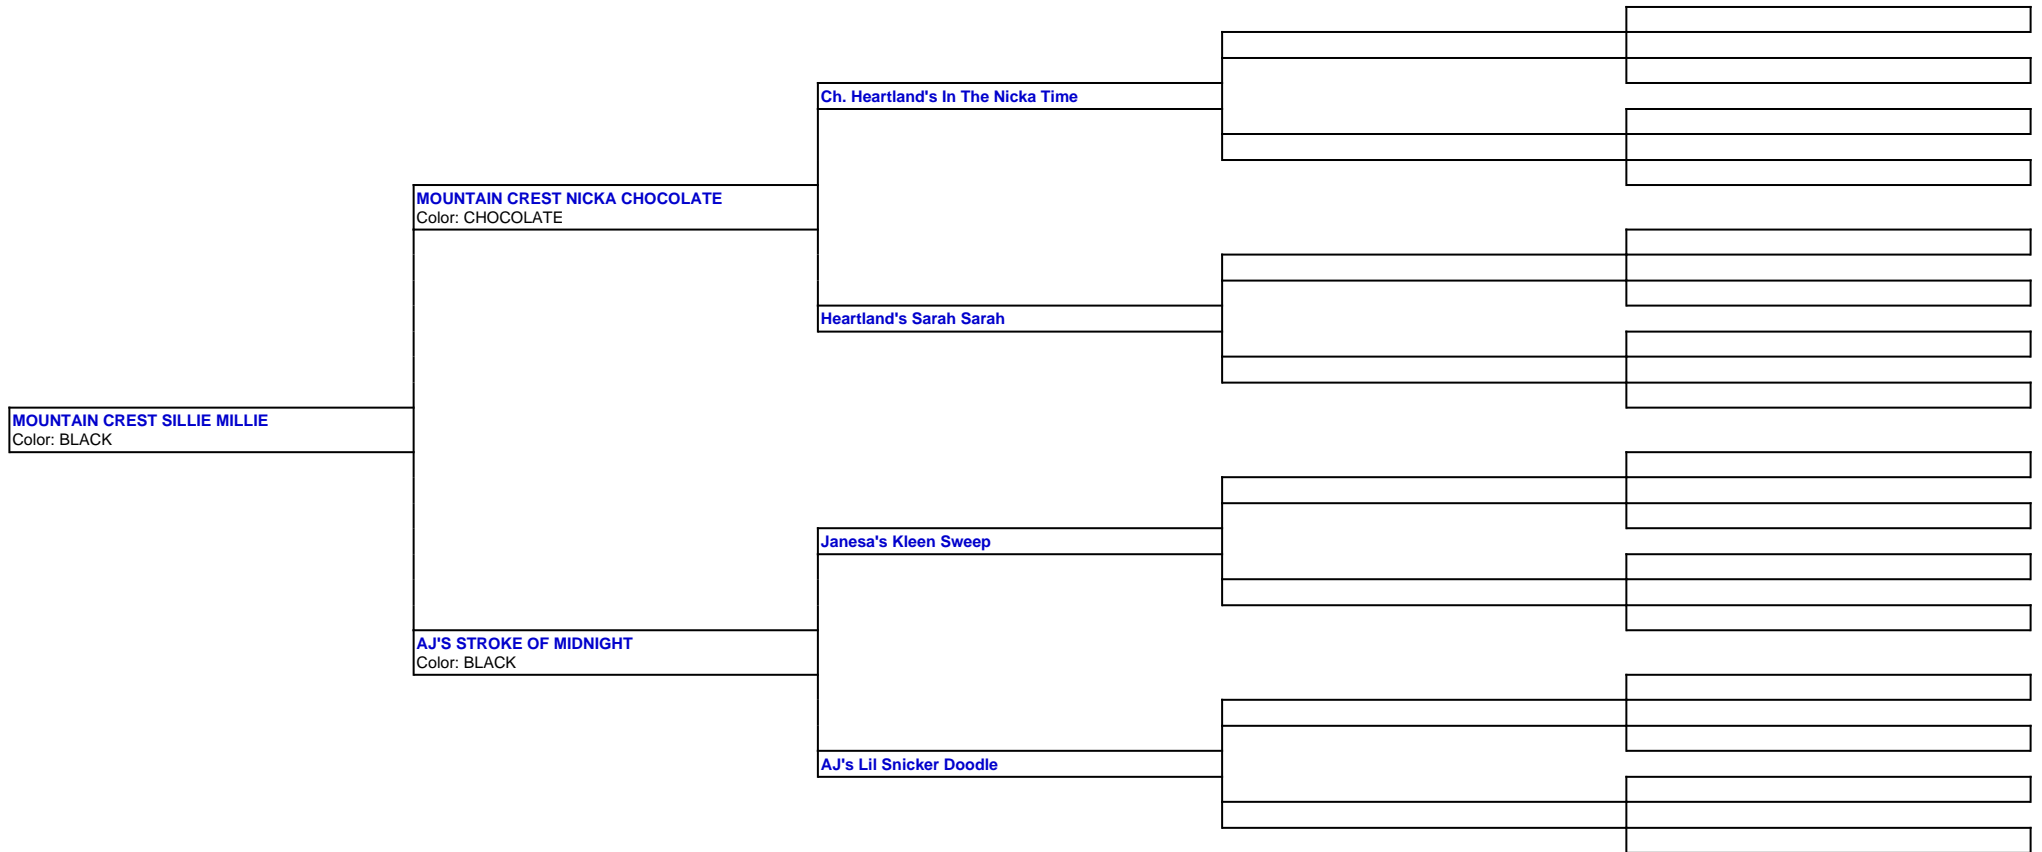 Ch. Heartland's In The Nicka Time
MOUNTAIN CREST NICKA CHOCOLATE
Color: CHOCOLATE
Heartland's Sarah Sarah
MOUNTAIN CREST SILLIE MILLIE
Color: BLACK
Janesa's Kleen Sweep
AJ'S STROKE OF MIDNIGHT
Color: BLACK
AJ's Lil Snicker Doodle